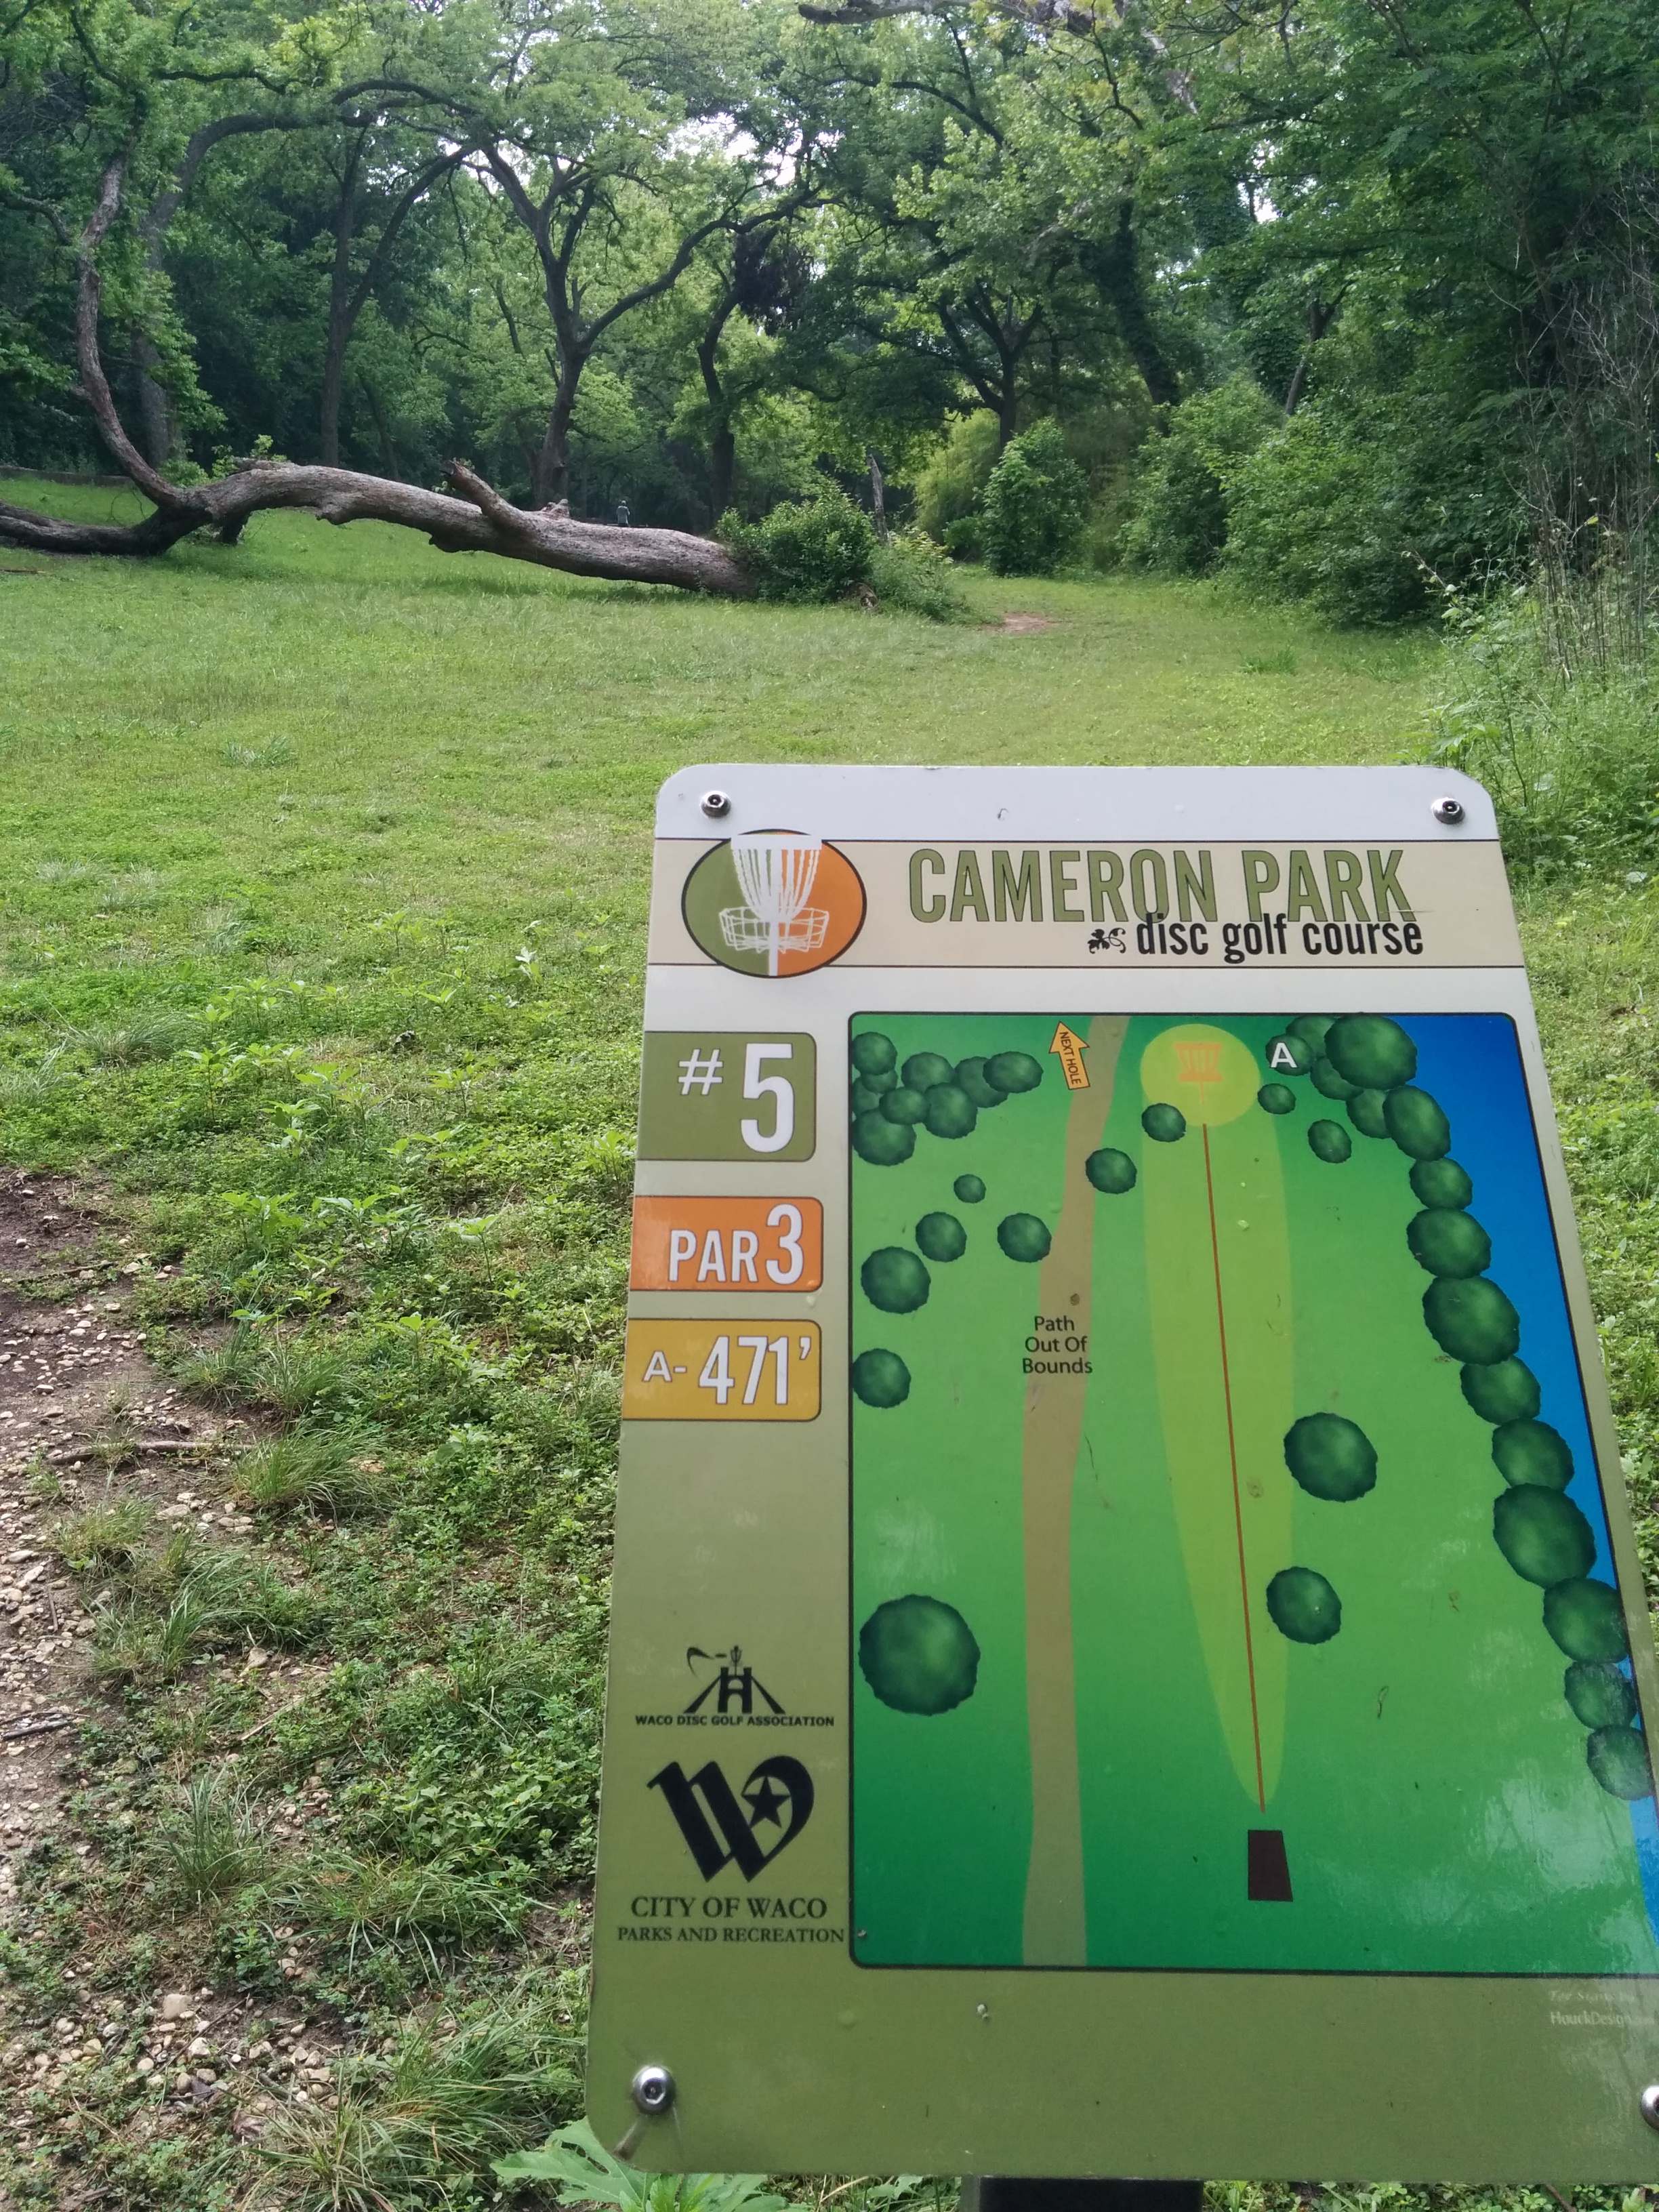 CAMERON PARK
disc golf course
# 5
PAR 3
A- 471'
NEXT HOLE
A
Path
Out Of
Bounds
WACO DISC GOLF ASSOCIATION
W
CITY OF WACO
PARKS AND RECREATION
HouckDesign